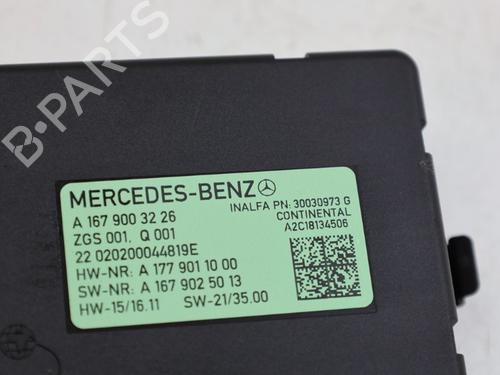 B-PARTS
MERCEDES-BENZ
INALFA PN: 30030973 G
A 167 900 32 26
CONTINENTAL
ZGS 001, Q 001
A2C18134506
22 020200044819E
HW-NR: A 177 901 10 00
SW-NR: A 167 902 50 13
HW-15/16.11 SW-21/35.00